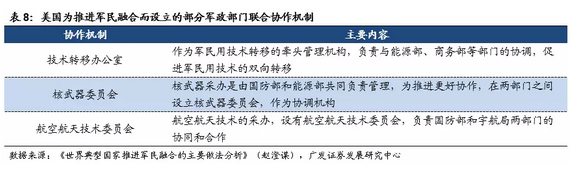 表 8：美国为推进军民融合而设立的部分军政部门联合协作机制
协作机制 主要内容
技术转移办公室 作为军民用技术转移的牵头管理机构，负责与能源部、商务部等部门的协调，促
进军民用技术的双向转移
核武器委员会 核武器采办是由国防部和能源部共同负责管理，为推进更好协作，在两部门之间
设立核武器委员会，作为协调机构
航空航天技术委员会 航空航天技术的采办，设有航空航天技术委员会，负责国防部和宇航局两部门的
协同和合作
数据来源：《世界典型国家推进军民融合的主要做法分析》（赵澄谋），广发证券发展研究中心